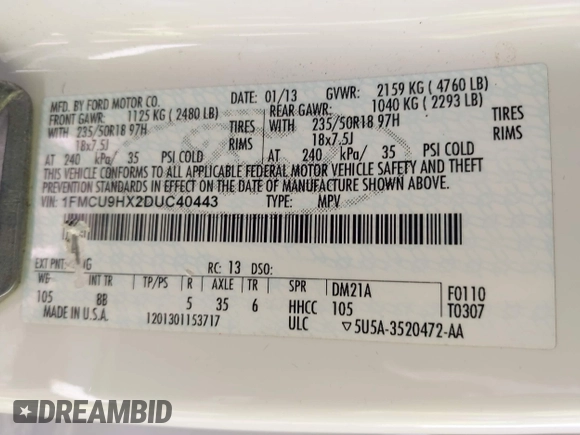 MFD. BY FORD MOTOR CO. DATE: 01/13 GVWR: 2159 KG ( 4760 LB)
FRONT GAWR: 1125 KG ( 2480 LB) REAR GAWR: 1040 KG ( 2293 LB)
WITH 235/50R18 97H TIRES WITH 235/50R18 97H TIRES
18x7.5J RIMS 18x7.5J RIMS
AT 240 kPa/ 35 PSI COLD AT 240 kPa/ 35 PSI COLD
THIS VEHICLE CONFORMS TO ALL APPLICABLE FEDERAL MOTOR VEHICLE SAFETY AND THEFT
PREVENTION STANDARDS IN EFFECT ON THE DATE OF MANUFACTURE SHOWN ABOVE.
VIN: 1FMCU9HX2DUC40443 TYPE: MPV
EXT PNT: RC: 13 DSO:
INT TR TP/PS R AXLE TR SPR DM21A F0110
105 BB 5 35 6 HHCC 105 T0307
MADE IN U.S.A. 1201301153717 ULC ▽5U5A-3520472-AA
DREAMBID